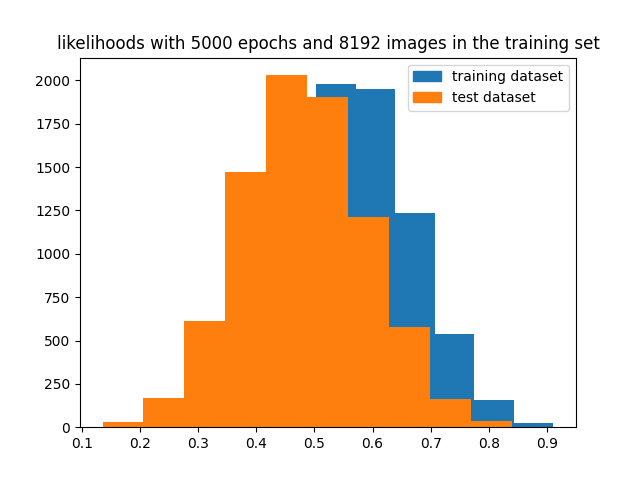 likelihoods with 5000 epochs and 8192 images in the training set
training dataset
test dataset
2000
1750
1500
1250
1000
750
500
250
0
0.1 0.2 0.3 0.4 0.5 0.6 0.7 0.8 0.9